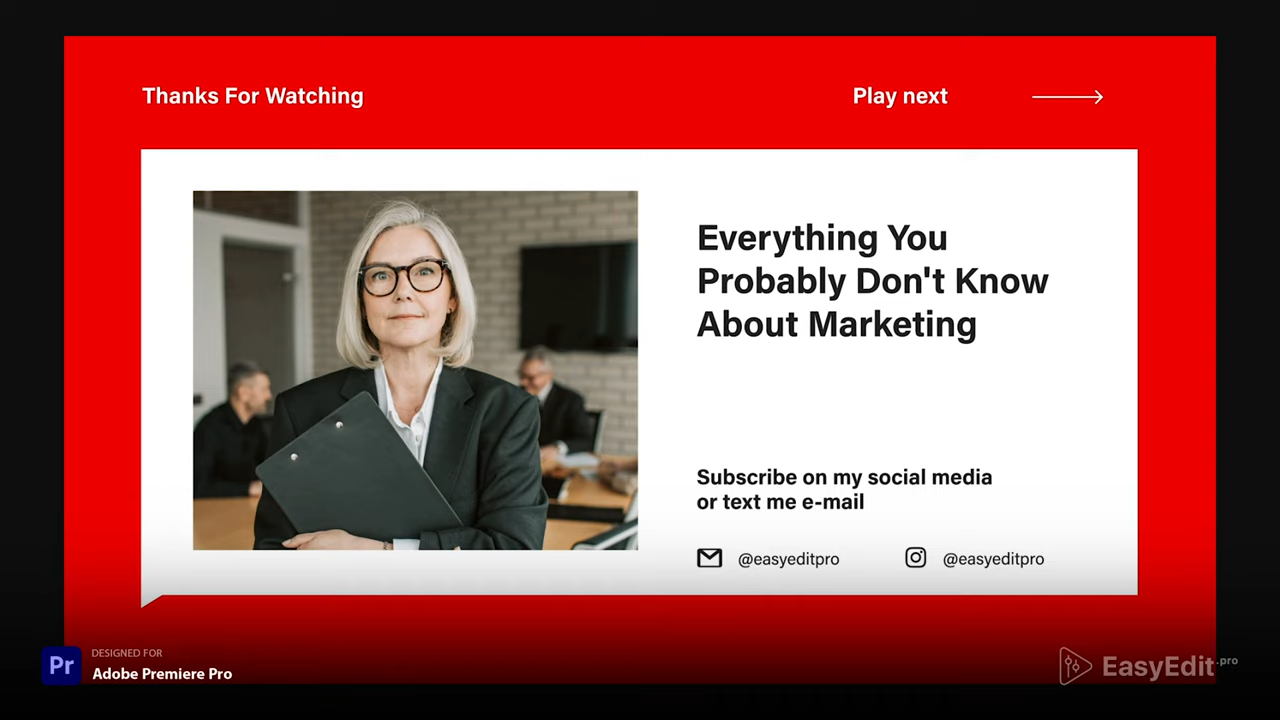 Thanks For Watching
Play next
Everything You
Probably Don't Know
About Marketing
Subscribe on my social media
or text me e-mail
@easyeditpro
@easyeditpro
Pr
DESIGNED FOR
Adobe Premiere Pro
EasyEdit.pro